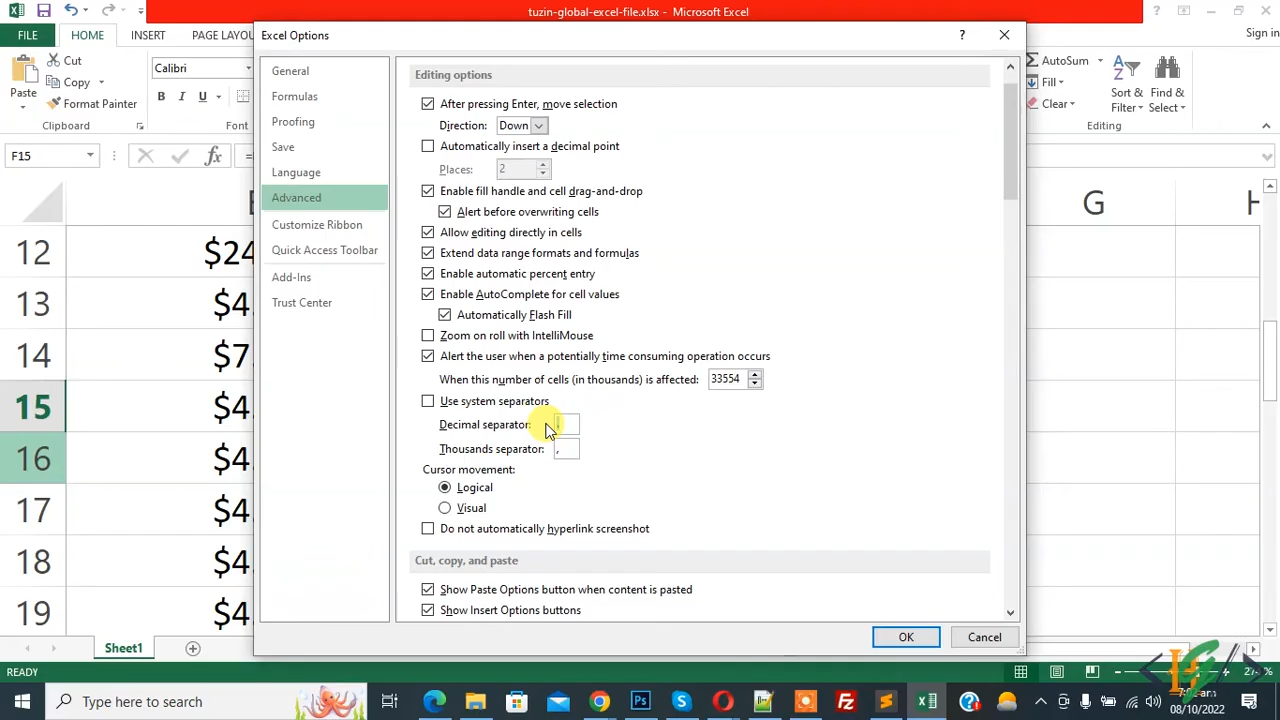 tuzin-global-excel-file.xlsx - Microsoft Excel
FILE HOME INSERT PAGE LAYOU Sign in
Paste
Cut
Copy
Format Painter
Clipboard
Calibri
B I U
Font
AutoSum
Fill
Clear
Sort & Filter
Find & Select
Editing
F15
fx
G H
12 $24
13 $4
14 $7
15 $4
16 $4
17 $4
18 $4
19 $4
Excel Options
General
Formulas
Proofing
Save
Language
Advanced
Customize Ribbon
Quick Access Toolbar
Add-Ins
Trust Center
Editing options
After pressing Enter, move selection
Direction: Down
Automatically insert a decimal point
Places: 2
Enable fill handle and cell drag-and-drop
Alert before overwriting cells
Allow editing directly in cells
Extend data range formats and formulas
Enable automatic percent entry
Enable AutoComplete for cell values
Automatically Flash Fill
Zoom on roll with IntelliMouse
Alert the user when a potentially time consuming operation occurs
When this number of cells (in thousands) is affected: 33554
Use system separators
Decimal separator:
Thousands separator: ,
Cursor movement:
Logical
Visual
Do not automatically hyperlink screenshot
Cut, copy, and paste
Show Paste Options button when content is pasted
Show Insert Options buttons
OK Cancel
Sheet1
READY
Type here to search
08/10/2022